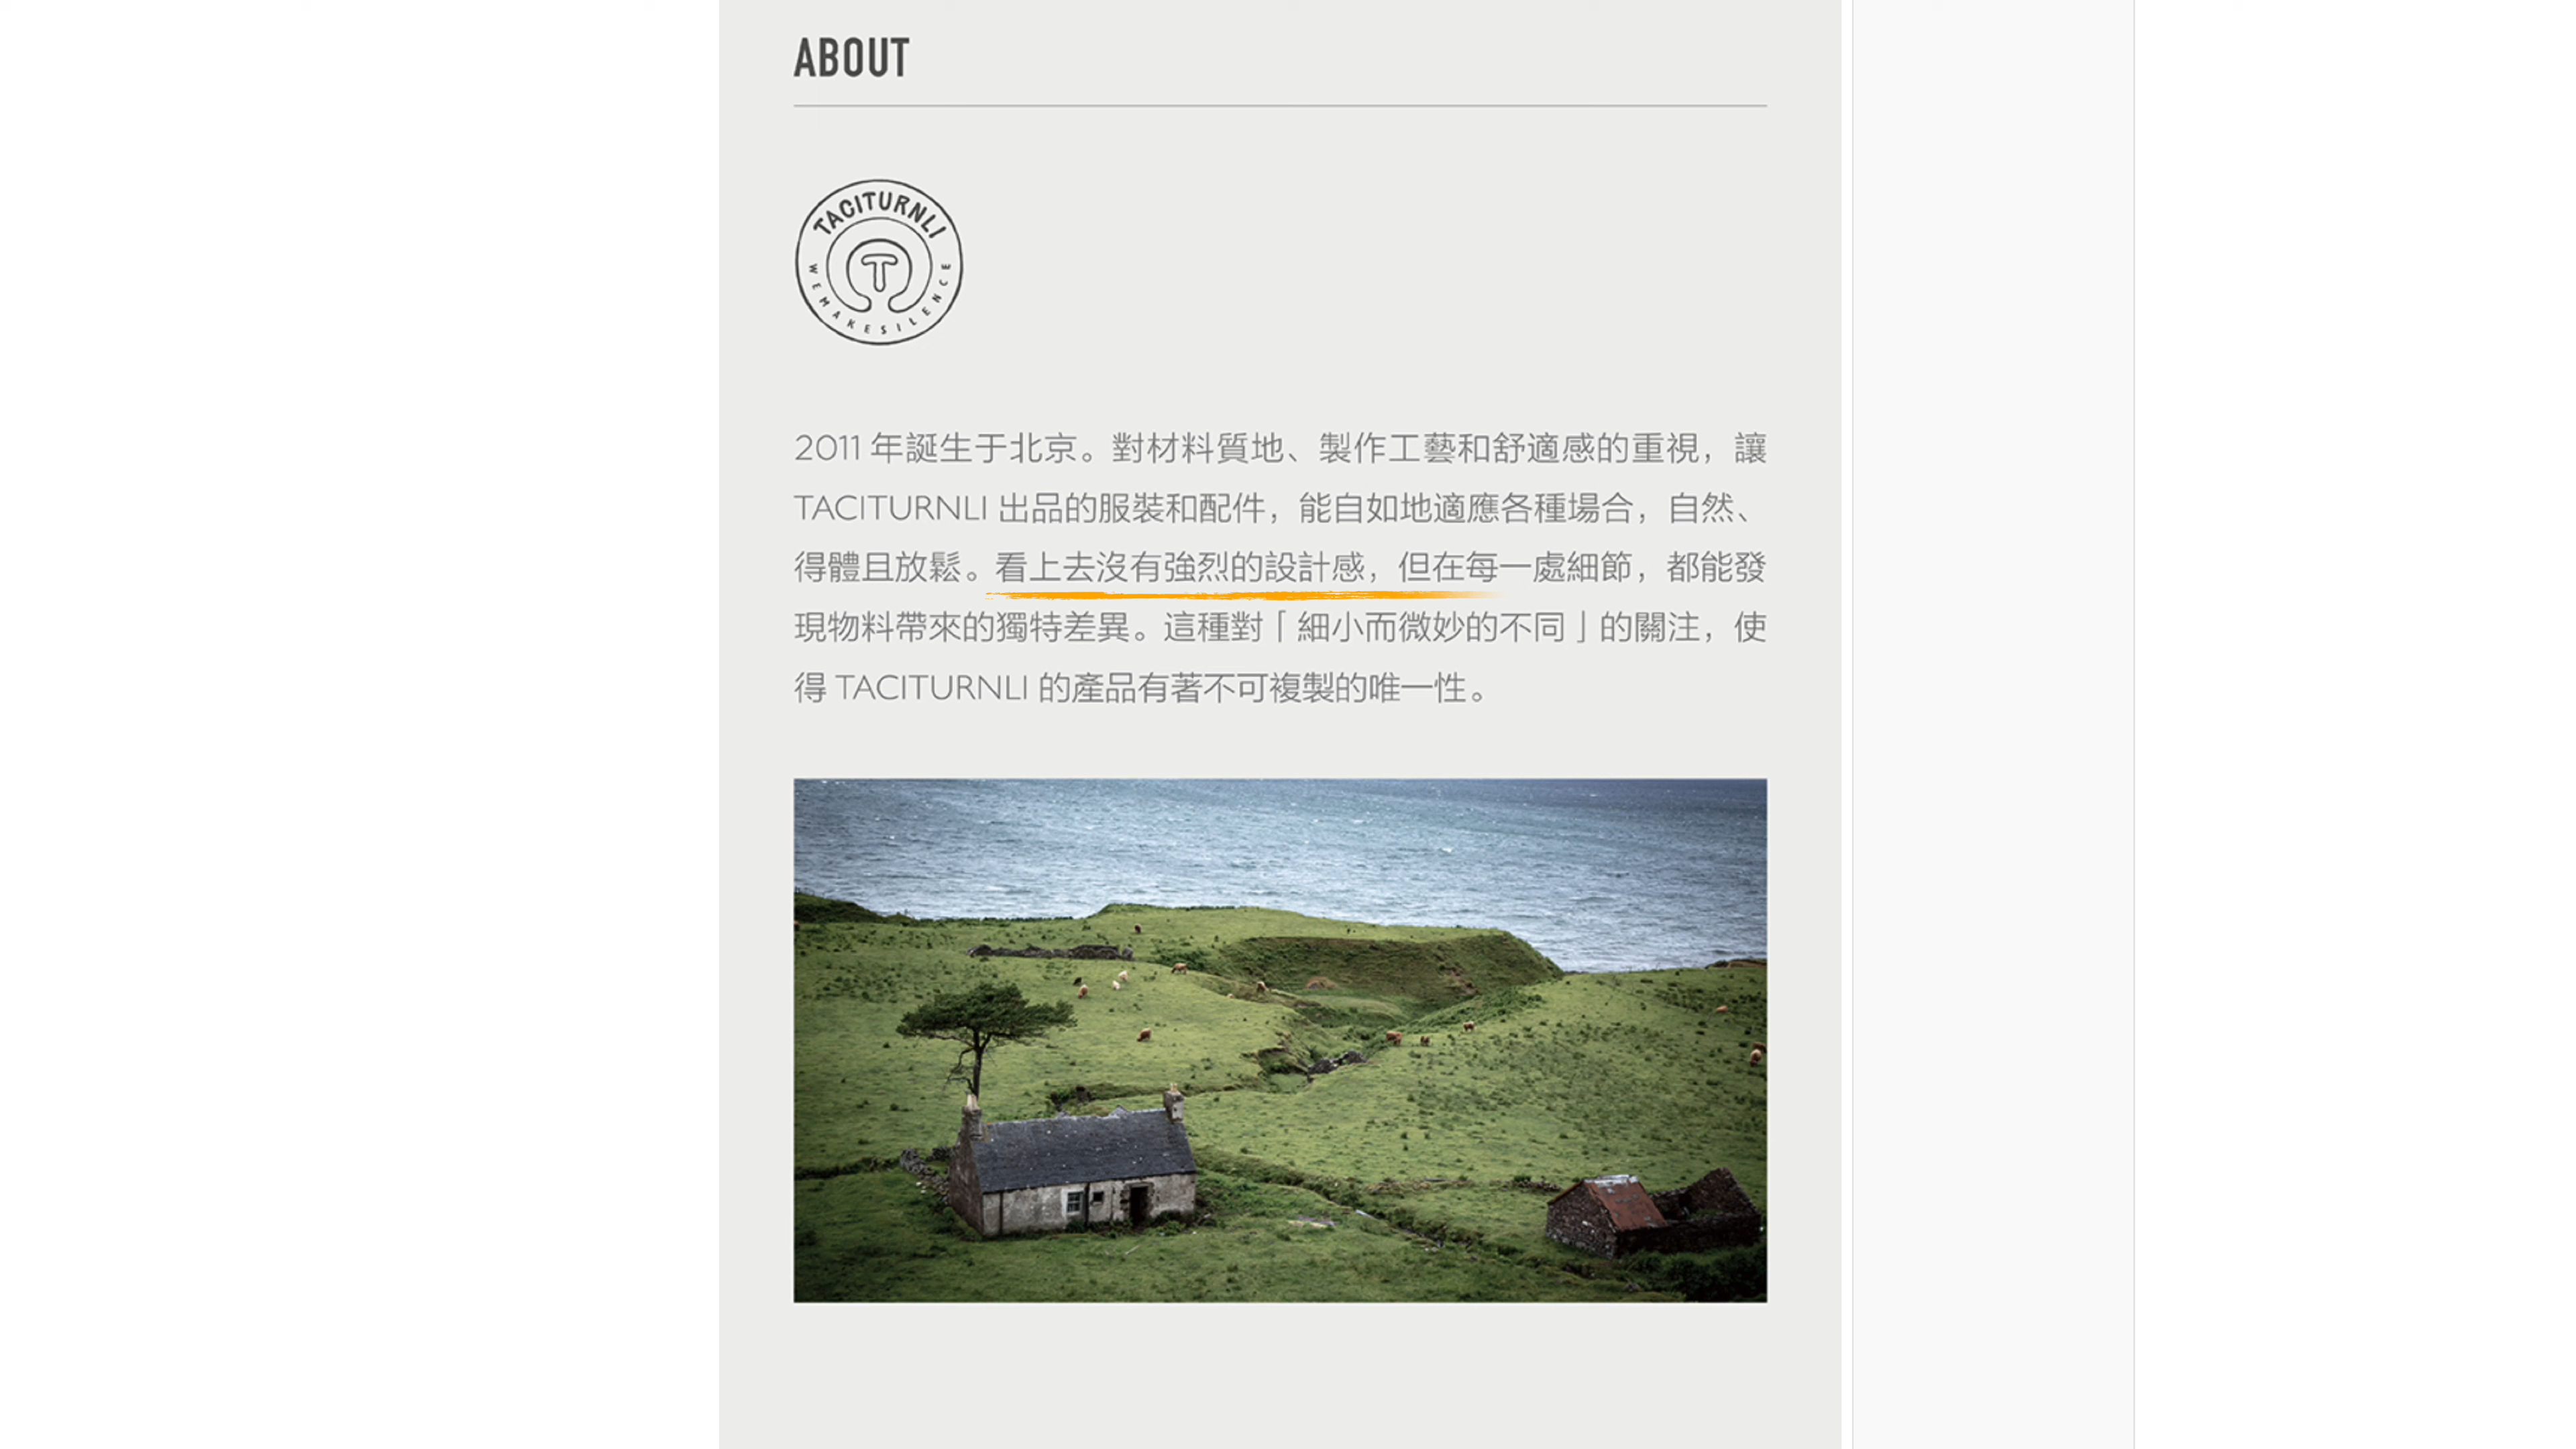 ABOUT
TACITURNLI
T
WEMAKESILENCE
2011 年誕生于北京。對材料質地、製作工藝和舒適感的重視，讓
TACITURNLI 出品的服裝和配件，能自如地適應各種場合，自然、
得體且放鬆。看上去沒有強烈的設計感，但在每一處細節，都能發
現物料帶來的獨特差異。這種對「細小而微妙的不同」的關注，使
得 TACITURNLI 的產品有著不可複製的唯一性。